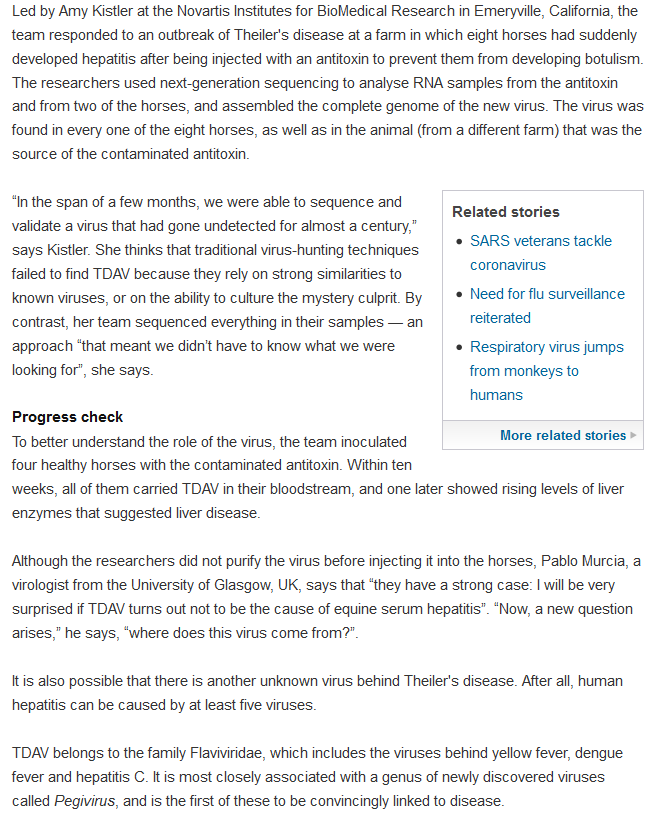 Led by Amy Kistler at the Novartis Institutes for BioMedical Research in Emeryville, California, the
team responded to an outbreak of Theiler's disease at a farm in which eight horses had suddenly
developed hepatitis after being injected with an antitoxin to prevent them from developing botulism.
The researchers used next-generation sequencing to analyse RNA samples from the antitoxin
and from two of the horses, and assembled the complete genome of the new virus. The virus was
found in every one of the eight horses, as well as in the animal (from a different farm) that was the
source of the contaminated antitoxin.
“In the span of a few months, we were able to sequence and
validate a virus that had gone undetected for almost a century,”
says Kistler. She thinks that traditional virus-hunting techniques
failed to find TDAV because they rely on strong similarities to
known viruses, or on the ability to culture the mystery culprit. By
contrast, her team sequenced everything in their samples — an
approach “that meant we didn’t have to know what we were
looking for”, she says.
Related stories
• SARS veterans tackle
coronavirus
• Need for flu surveillance
reiterated
• Respiratory virus jumps
from monkeys to
humans
More related stories
Progress check
To better understand the role of the virus, the team inoculated
four healthy horses with the contaminated antitoxin. Within ten
weeks, all of them carried TDAV in their bloodstream, and one later showed rising levels of liver
enzymes that suggested liver disease.
Although the researchers did not purify the virus before injecting it into the horses, Pablo Murcia, a
virologist from the University of Glasgow, UK, says that “they have a strong case: I will be very
surprised if TDAV turns out not to be the cause of equine serum hepatitis”. “Now, a new question
arises,” he says, “where does this virus come from?”.
It is also possible that there is another unknown virus behind Theiler's disease. After all, human
hepatitis can be caused by at least five viruses.
TDAV belongs to the family Flaviviridae, which includes the viruses behind yellow fever, dengue
fever and hepatitis C. It is most closely associated with a genus of newly discovered viruses
called Pegivirus, and is the first of these to be convincingly linked to disease.